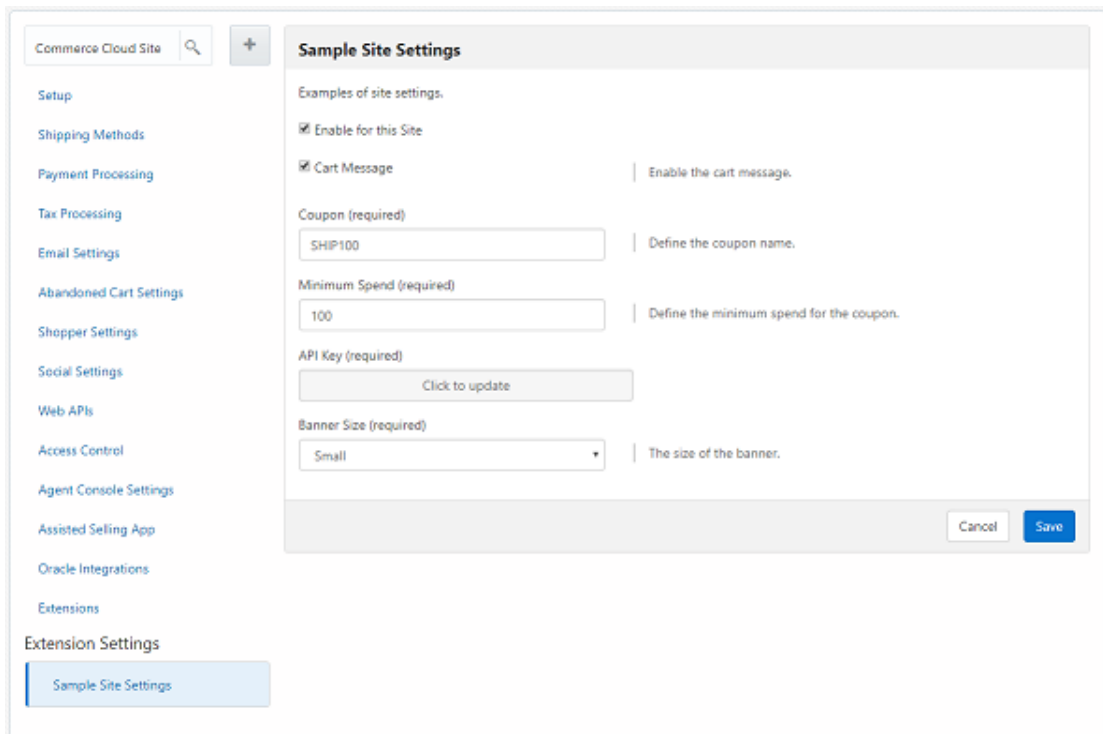 Commerce Cloud Site
+
Setup
Shipping Methods
Payment Processing
Tax Processing
Email Settings
Abandoned Cart Settings
Shopper Settings
Social Settings
Web APIs
Access Control
Agent Console Settings
Assisted Selling App
Oracle Integrations
Extensions
Extension Settings
Sample Site Settings
Sample Site Settings
Examples of site settings.
Enable for this Site
Cart Message
Enable the cart message.
Coupon (required)
SHIP100
Define the coupon name.
Minimum Spend (required)
100
Define the minimum spend for the coupon.
API Key (required)
Click to update
Banner Size (required)
Small
The size of the banner.
Cancel
Save